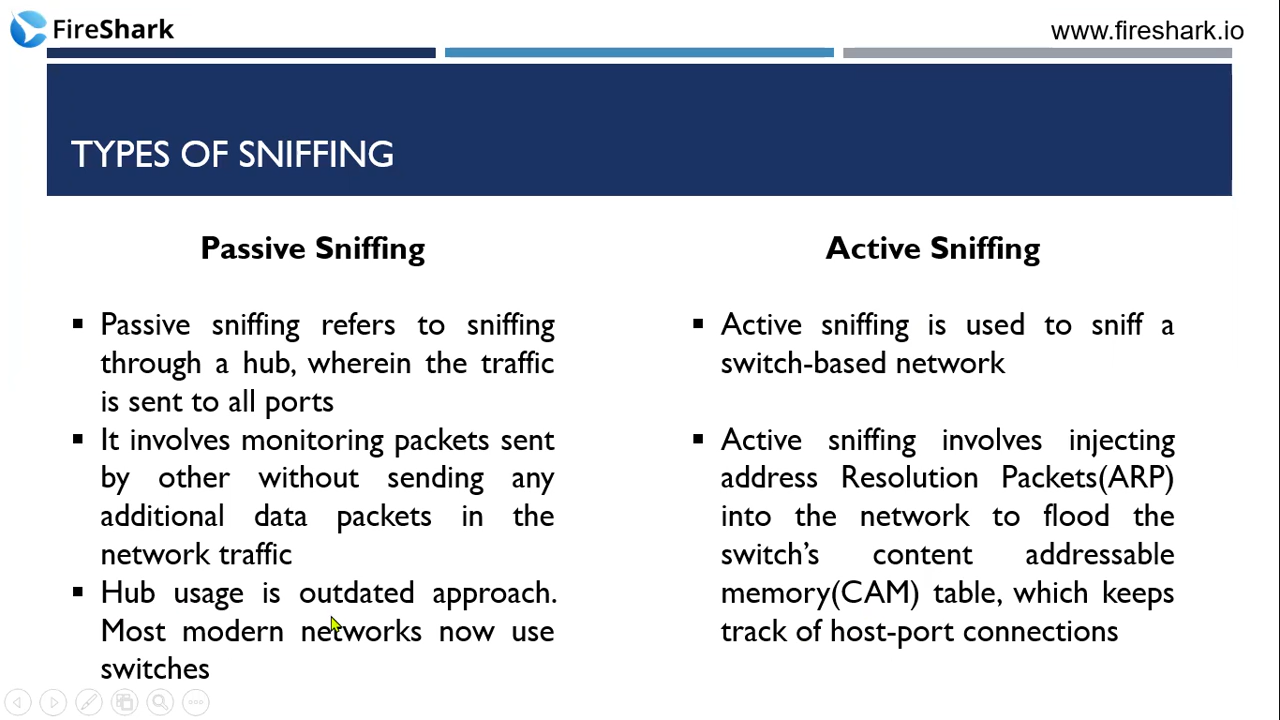 FireShark
www.fireshark.io
TYPES OF SNIFFING
Passive Sniffing
▪ Passive sniffing refers to sniffing
through a hub, wherein the traffic
is sent to all ports
▪ It involves monitoring packets sent
by other without sending any
additional data packets in the
network traffic
▪ Hub usage is outdated approach.
Most modern networks now use
switches
Active Sniffing
▪ Active sniffing is used to sniff a
switch-based network
▪ Active sniffing involves injecting
address Resolution Packets(ARP)
into the network to flood the
switch’s content addressable
memory(CAM) table, which keeps
track of host-port connections